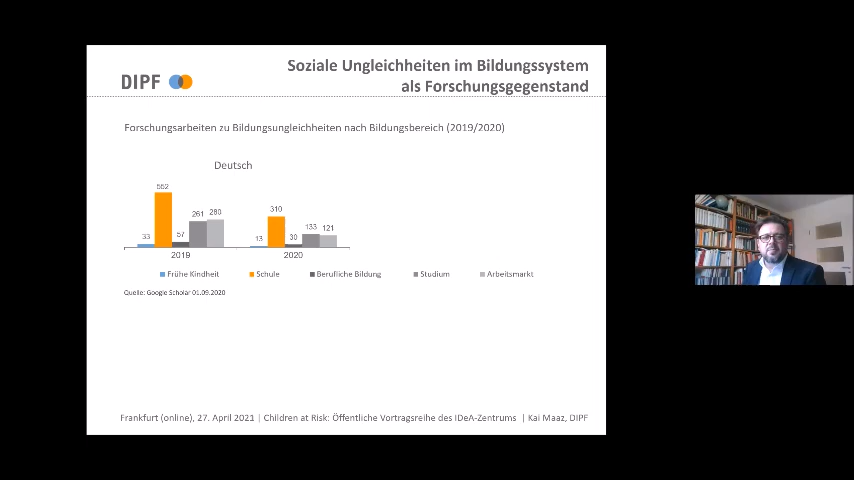 Soziale Ungleichheiten im Bildungssystem
als Forschungsgegenstand
DIPF
Forschungsarbeiten zu Bildungsungleichheiten nach Bildungsbereich (2019/2020)
Deutsch
33 552 57 261 280 13 310 30 133 121
2019 2020
Frühe Kindheit Schule Berufliche Bildung Studium Arbeitsmarkt
Quelle: Google Scholar 01.09.2020
Frankfurt (online), 27. April 2021 | Children at Risk: Öffentliche Vortragsreihe des IDeA-Zentrums | Kai Maaz, DIPF